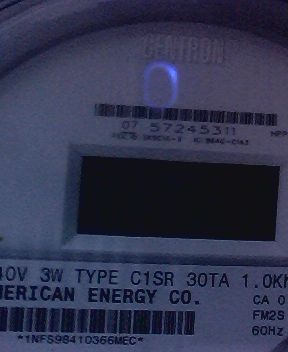 CENTRON
07 57245311
40V 3W TYPE C1SR 30TA 1.0K
MERICAN ENERGY CO.
CA 0
FM2S
60Hz
*1NFS98410366MEC*